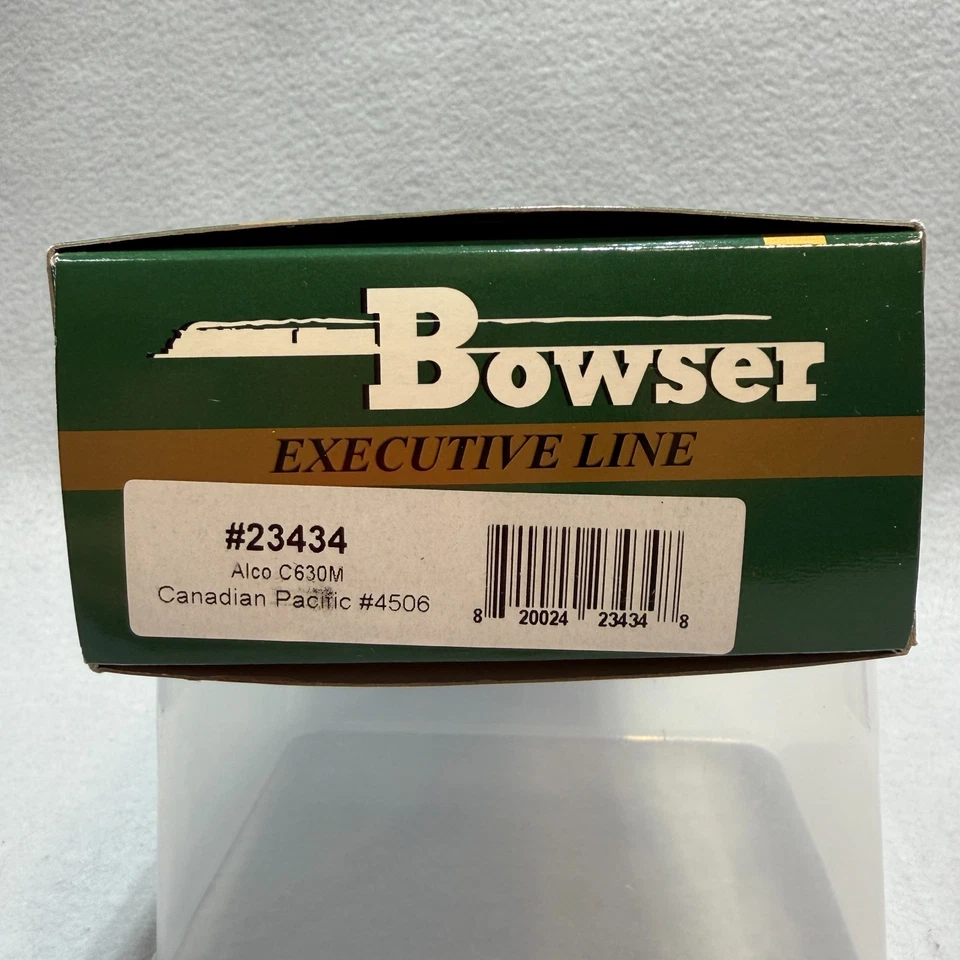 Bowser
EXECUTIVE LINE
#23434
Alco C630M
Canadian Pacific #4506
8 20024 23434 8